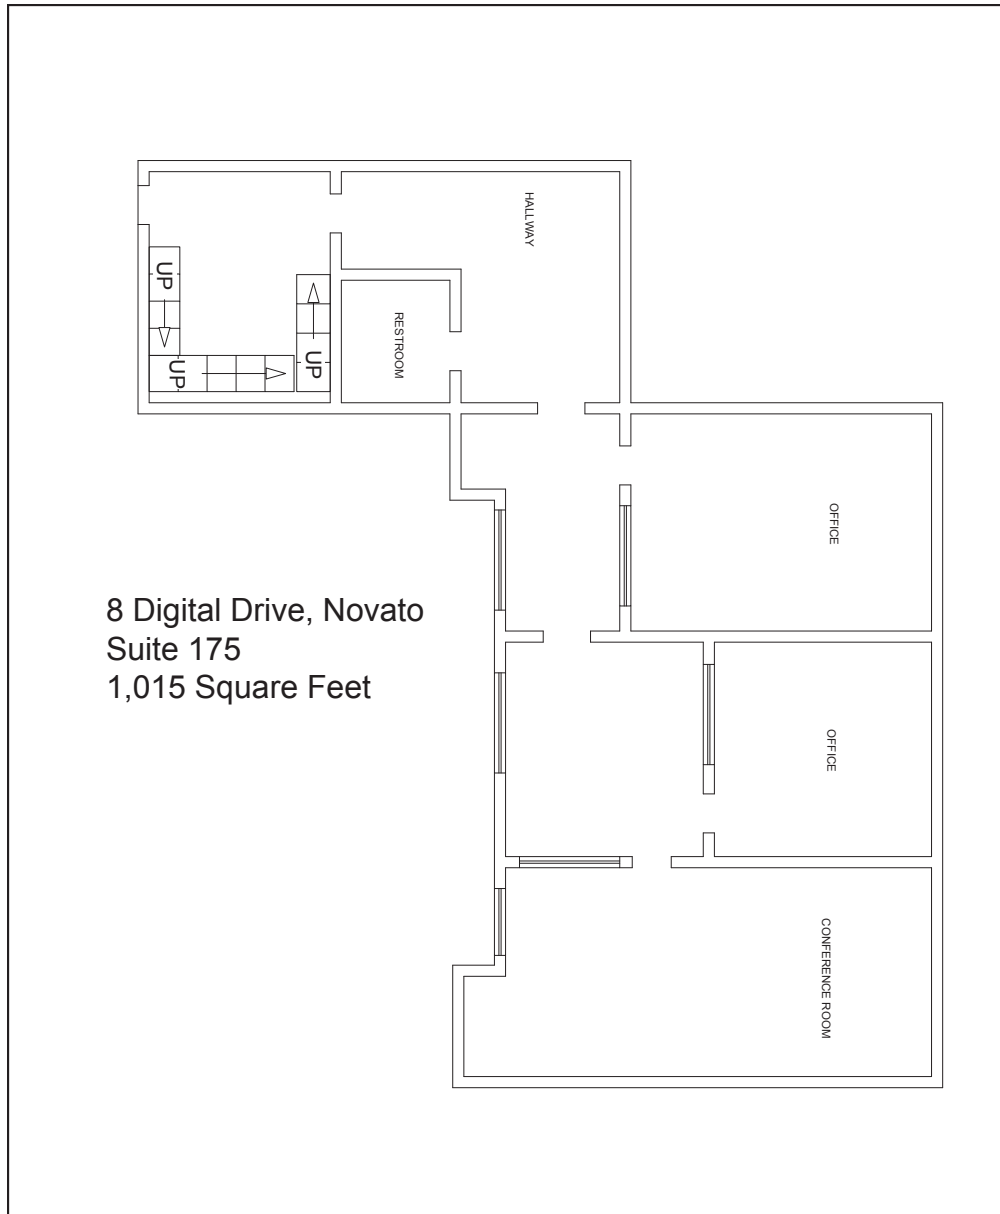 HALLWAY
UP
UP
UP
RESTROOM
OFFICE
8 Digital Drive, Novato
Suite 175
1,015 Square Feet
OFFICE
CONFERENCE ROOM